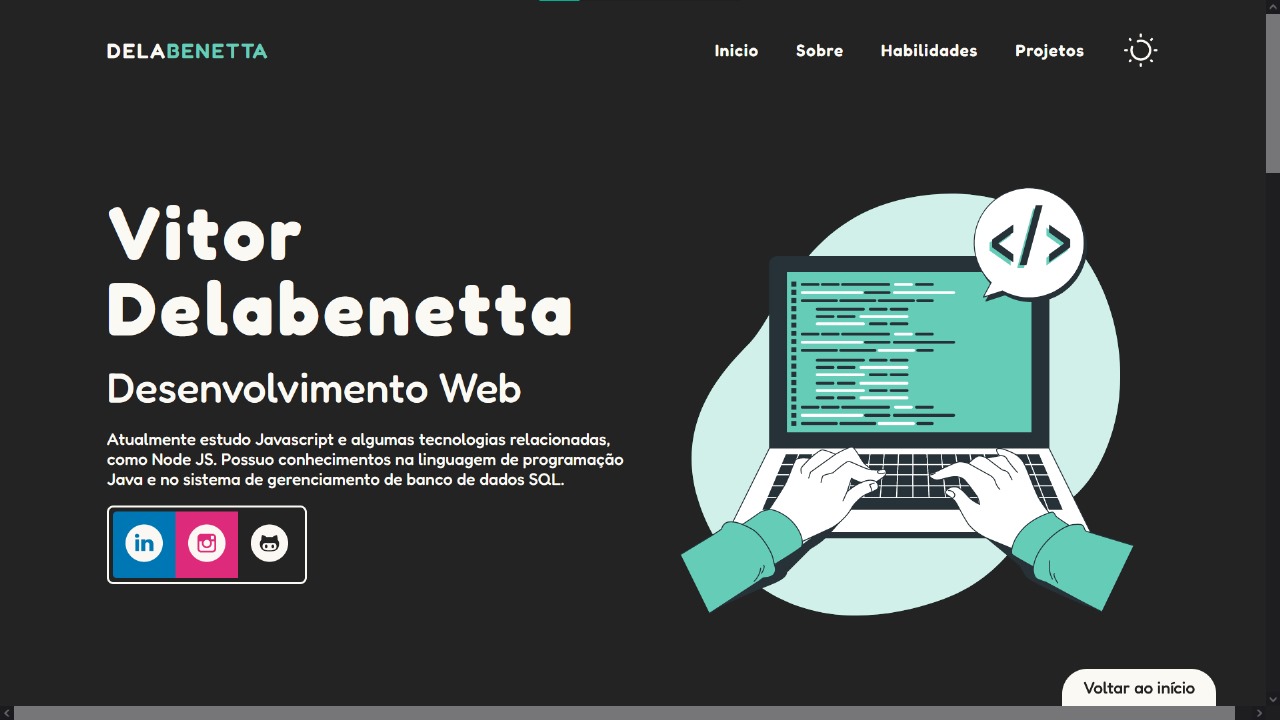 DELABENETTA
Inicio Sobre Habilidades Projetos
Vitor
Delabenetta
Desenvolvimento Web
Atualmente estudo Javascript e algumas tecnologias relacionadas,
como Node JS. Possuo conhecimentos na linguagem de programação
Java e no sistema de gerenciamento de banco de dados SQL.
in
</>
Voltar ao início